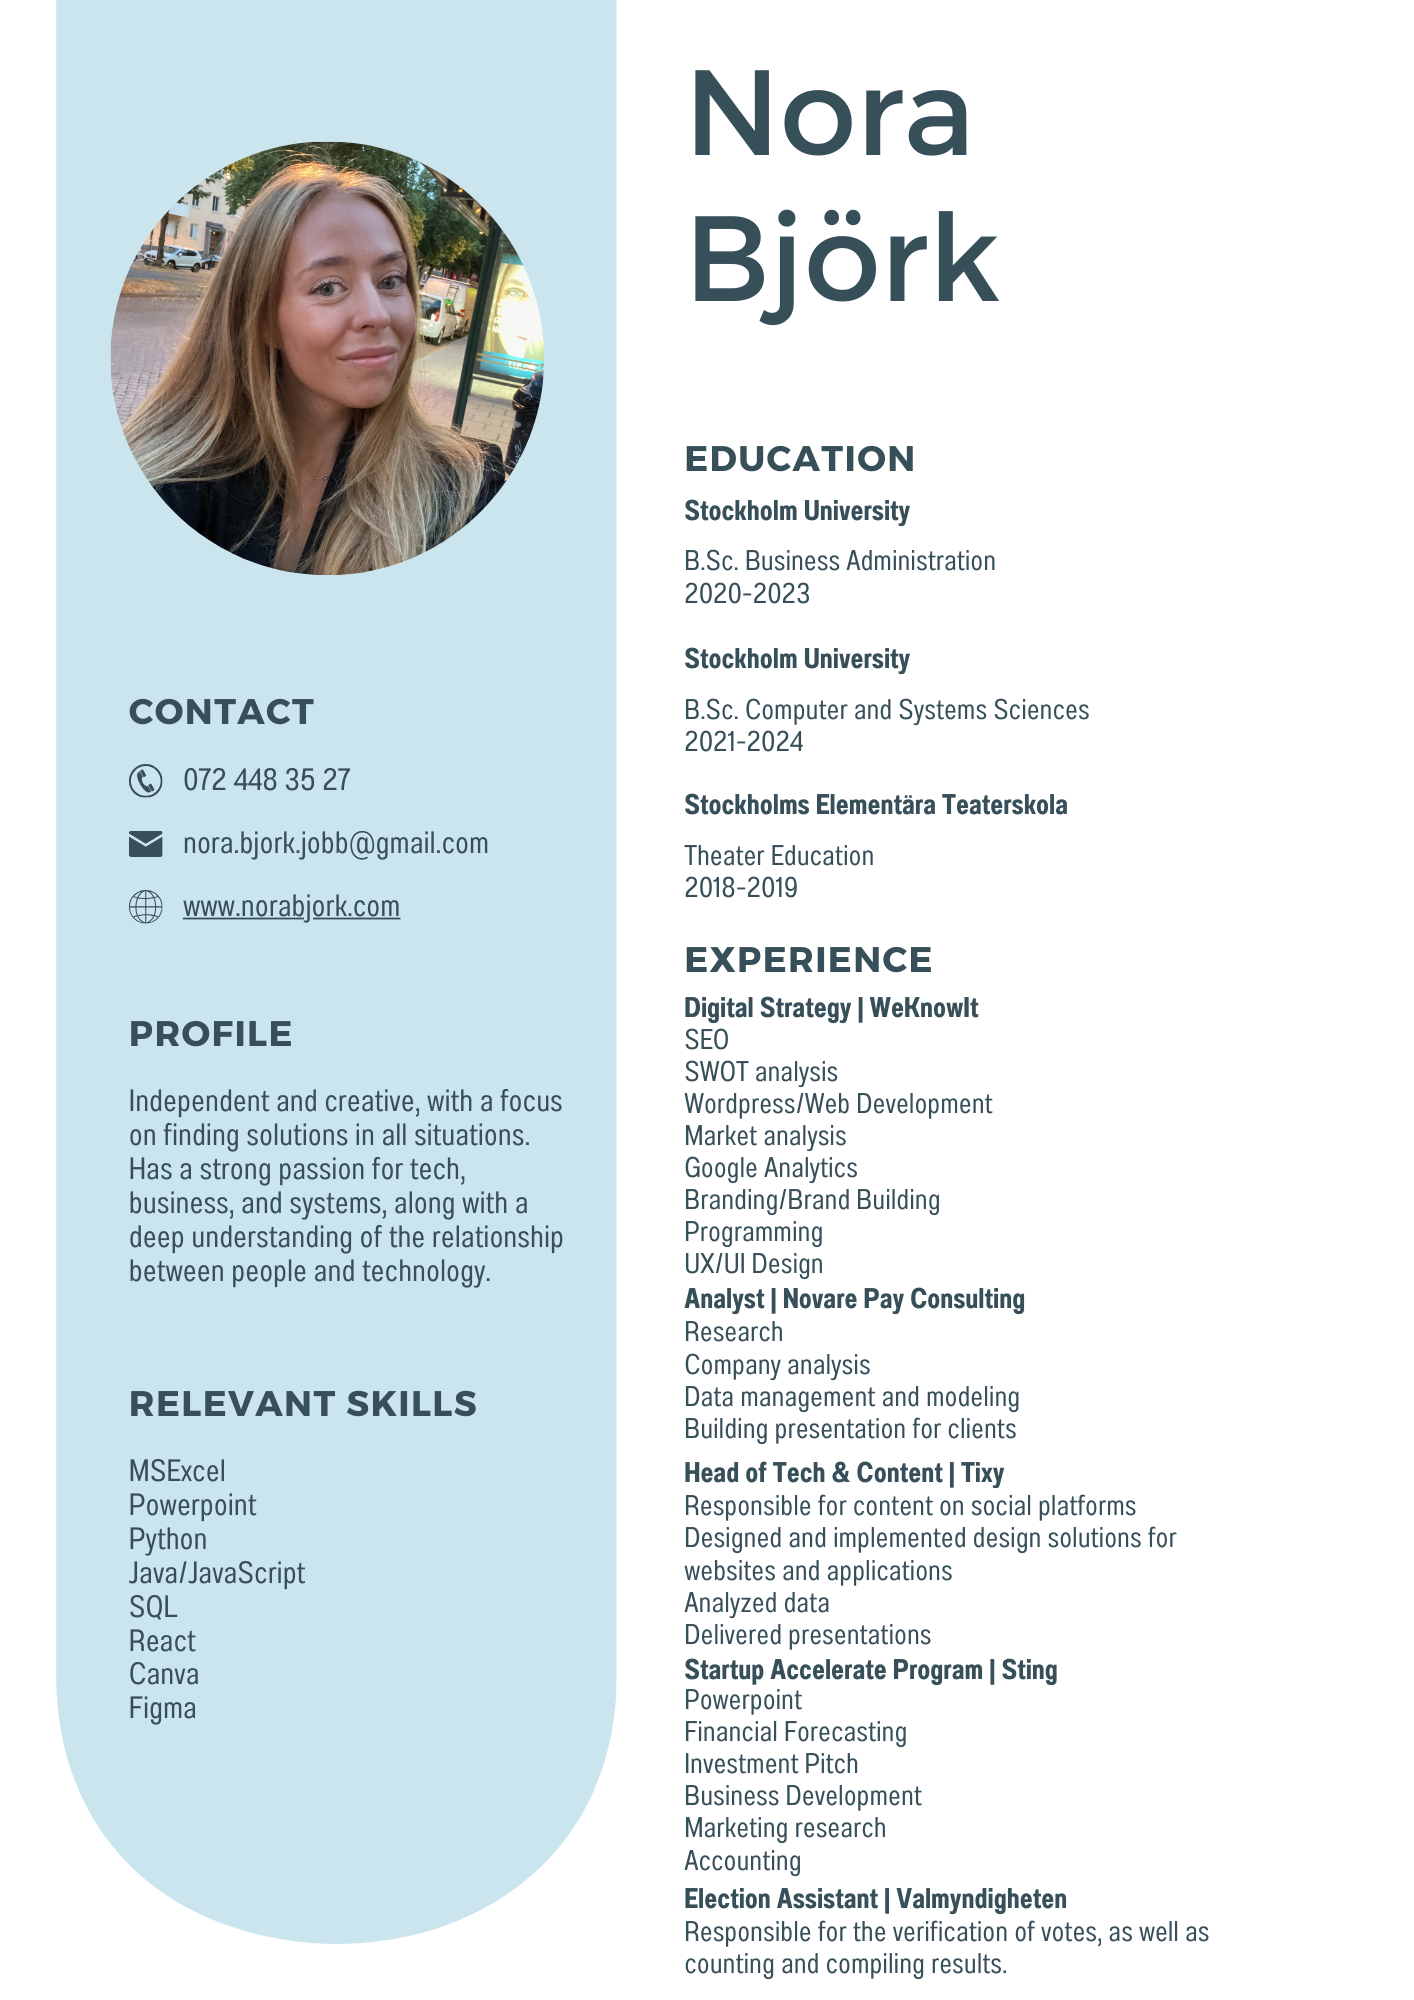 Nora
Björk
CONTACT
072 448 35 27
nora.bjork.jobb@gmail.com
www.norabjork.com
PROFILE
Independent and creative, with a focus
on finding solutions in all situations.
Has a strong passion for tech,
business, and systems, along with a
deep understanding of the relationship
between people and technology.
RELEVANT SKILLS
MSExcel
Powerpoint
Python
Java/JavaScript
SQL
React
Canva
Figma
EDUCATION
Stockholm University
B.Sc. Business Administration
2020-2023
Stockholm University
B.Sc. Computer and Systems Sciences
2021-2024
Stockholms Elementära Teaterskola
Theater Education
2018-2019
EXPERIENCE
Digital Strategy | WeKnowIt
SEO
SWOT analysis
Wordpress/Web Development
Market analysis
Google Analytics
Branding/Brand Building
Programming
UX/UI Design
Analyst | Novare Pay Consulting
Research
Company analysis
Data management and modeling
Building presentation for clients
Head of Tech & Content | Tixy
Responsible for content on social platforms
Designed and implemented design solutions for
websites and applications
Analyzed data
Delivered presentations
Startup Accelerate Program | Sting
Powerpoint
Financial Forecasting
Investment Pitch
Business Development
Marketing research
Accounting
Election Assistant | Valmyndigheten
Responsible for the verification of votes, as well as
counting and compiling results.